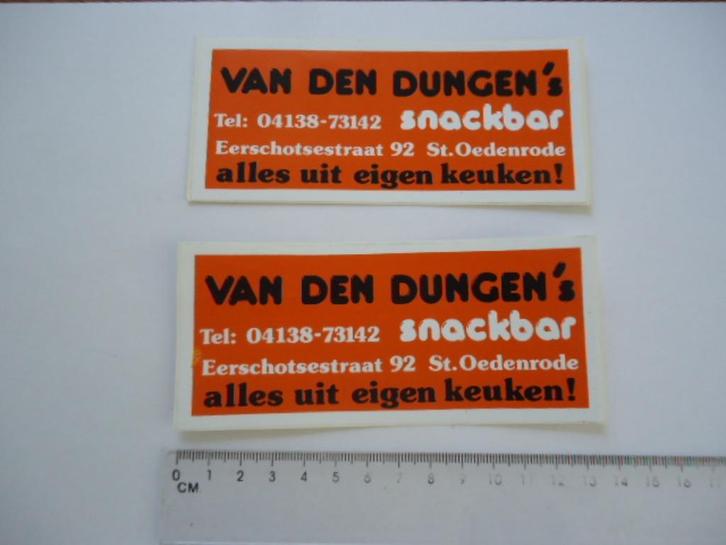 VAN DEN DUNGEN's
Tel: 04138-73142 snackbar
Eerschotsestraat 92 St.Oedenrode
alles uit eigen keuken!
VAN DEN DUNGEN's
Tel: 04138-73142 snackbar
Eerschotsestraat 92 St.Oedenrode
alles uit eigen keuken!
0 1 2 3 4 5 6 7 8 9 10 11 12 13 14 15 16 17
CM